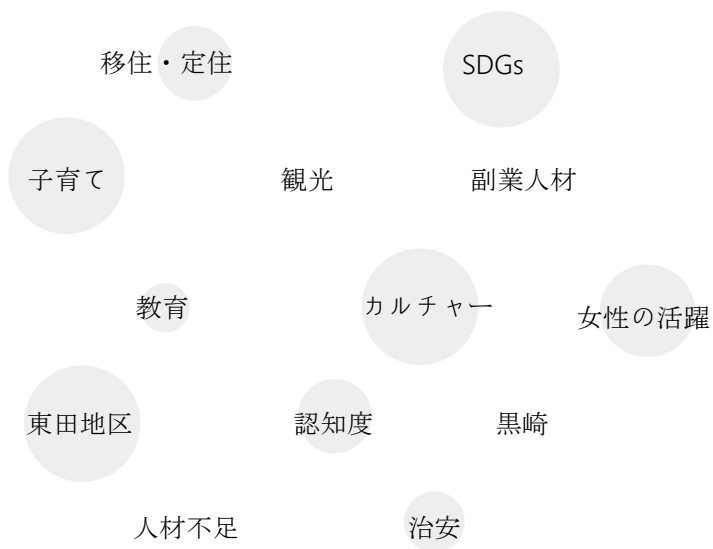 移住・定住
SDGs
子育て
観光
副業人材
教育
カルチャー
女性の活躍
東田地区
認知度
黒崎
人材不足
治安